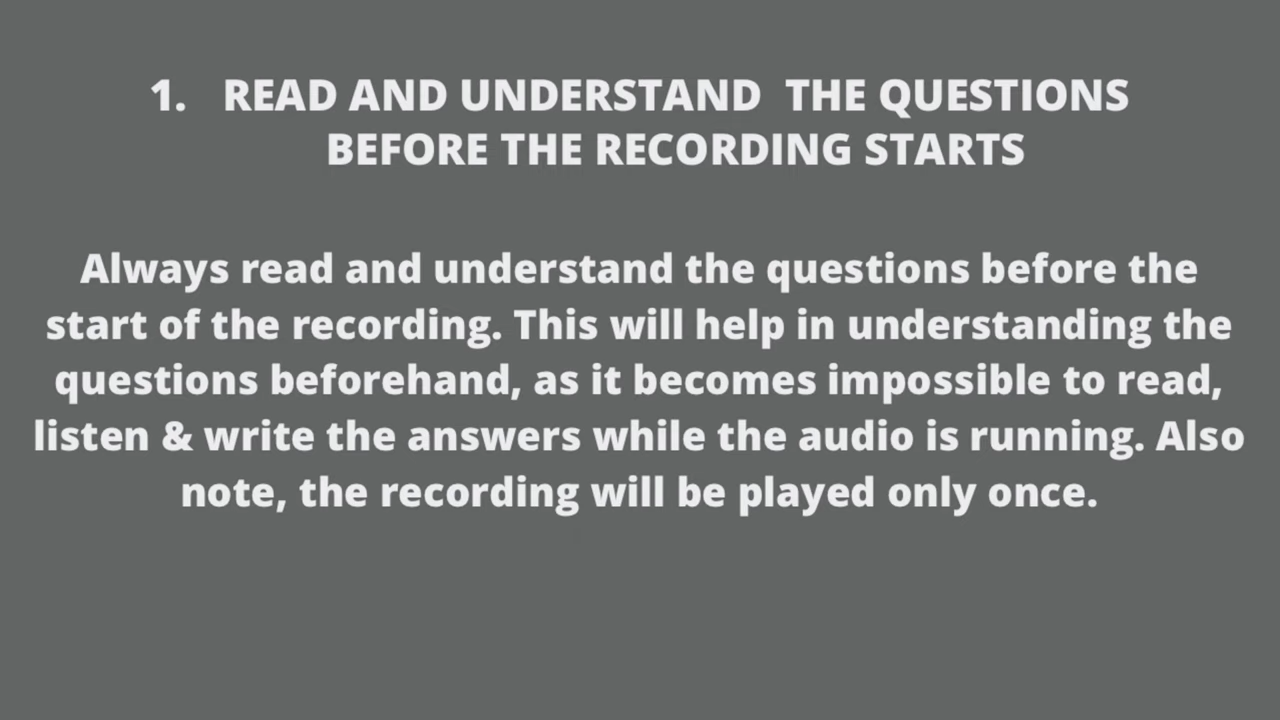 1. READ AND UNDERSTAND THE QUESTIONS
BEFORE THE RECORDING STARTS
Always read and understand the questions before the
start of the recording. This will help in understanding the
questions beforehand, as it becomes impossible to read,
listen & write the answers while the audio is running. Also
note, the recording will be played only once.